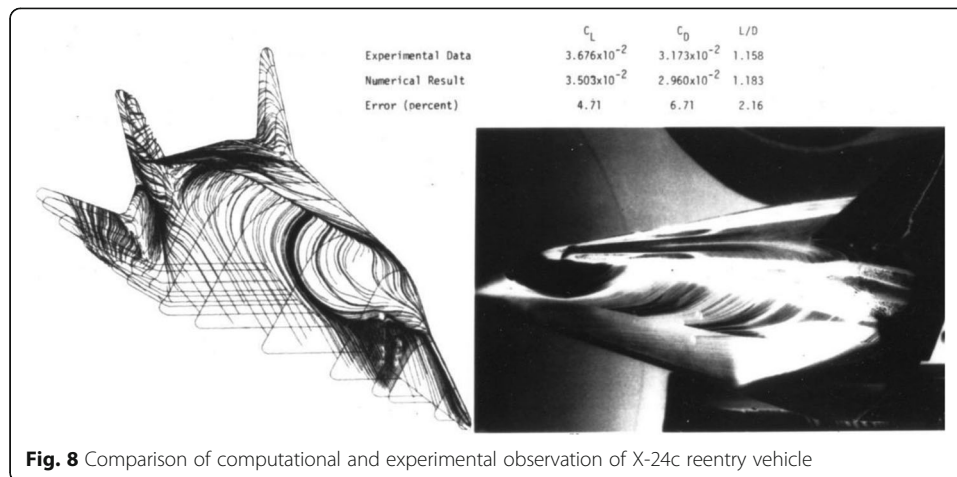 C_L C_D L/D
Experimental Data 3.676x10^-2 3.173x10^-2 1.158
Numerical Result 3.503x10^-2 2.960x10^-2 1.183
Error (percent) 4.71 6.71 2.16
Fig. 8 Comparison of computational and experimental observation of X-24c reentry vehicle